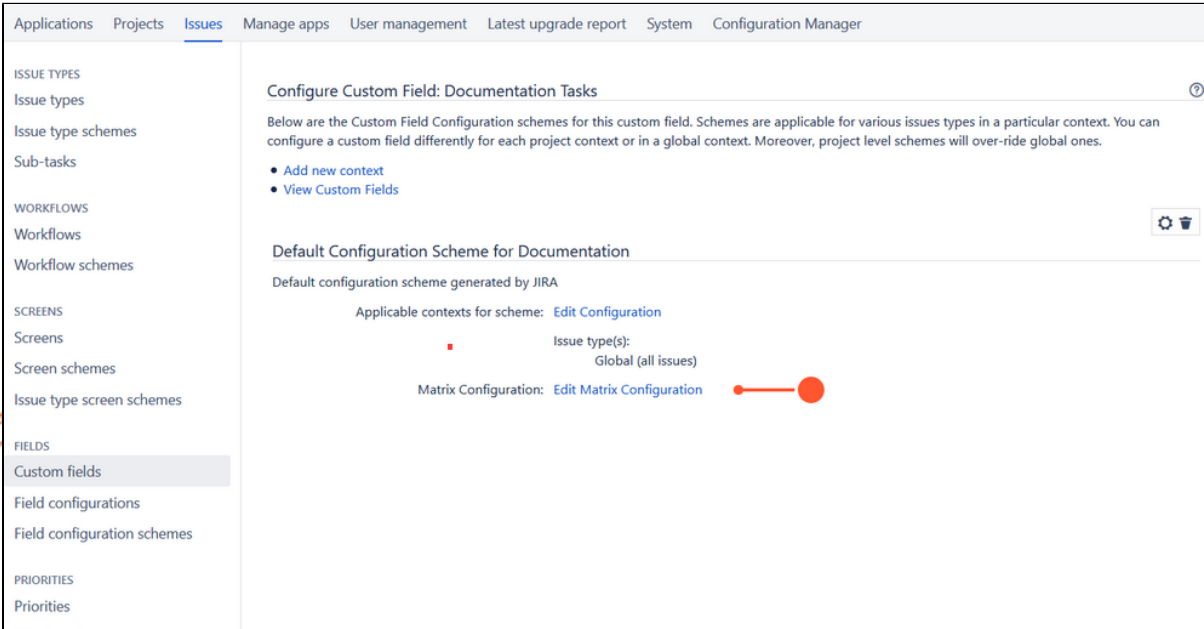 Applications Projects Issues Manage apps User management Latest upgrade report System Configuration Manager
ISSUE TYPES
Issue types
Issue type schemes
Sub-tasks
WORKFLOWS
Workflows
Workflow schemes
SCREENS
Screens
Screen schemes
Issue type screen schemes
FIELDS
Custom fields
Field configurations
Field configuration schemes
PRIORITIES
Priorities
Configure Custom Field: Documentation Tasks
Below are the Custom Field Configuration schemes for this custom field. Schemes are applicable for various issues types in a particular context. You can
configure a custom field differently for each project context or in a global context. Moreover, project level schemes will over-ride global ones.
• Add new context
• View Custom Fields
Default Configuration Scheme for Documentation
Default configuration scheme generated by JIRA
Applicable contexts for scheme: Edit Configuration
Issue type(s):
Global (all issues)
Matrix Configuration: Edit Matrix Configuration